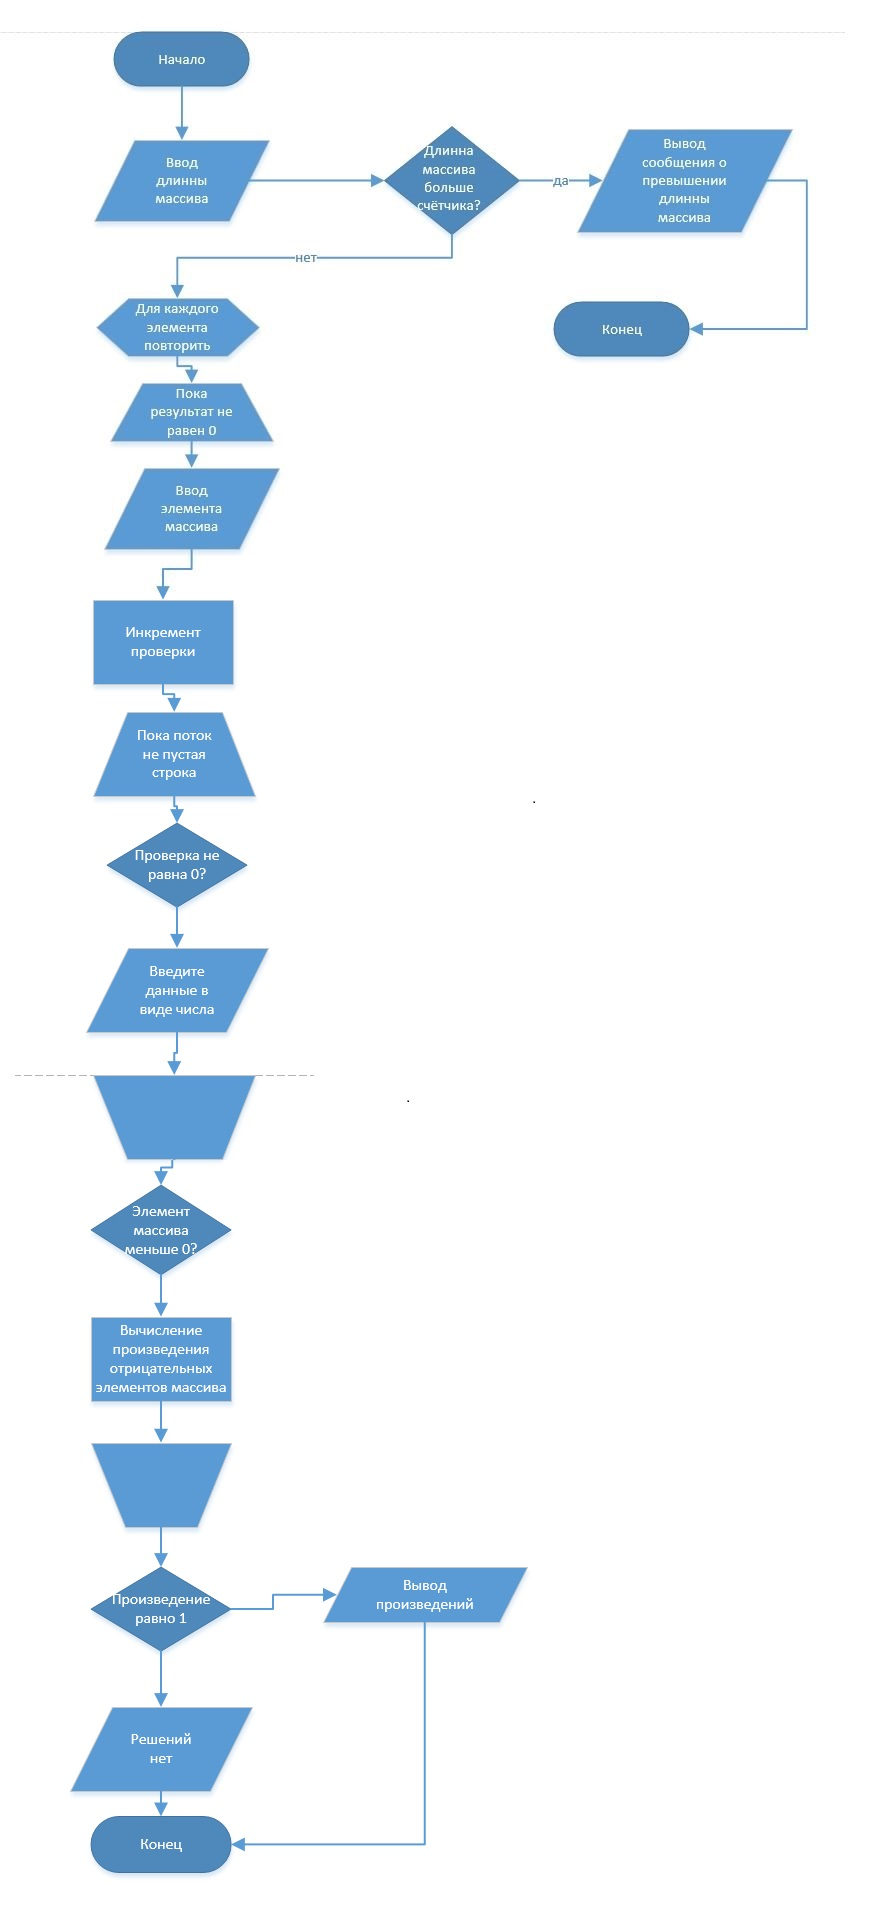 Начало
Ввод
длинны
массива
Длинна
массива
больше
счётчика?
да
Вывод
сообщения о
превышении
длинны
массива
нет
Для каждого
элемента
повторить
Конец
Пока
результат не
равен 0
Ввод
элемента
массива
Инкремент
проверки
Пока поток
не пустая
строка
Проверка не
равна 0?
Введите
данные в
виде числа
Элемент
массива
меньше 0?
Вычисление
произведения
отрицательных
элементов массива
Произведение
равно 1
Вывод
произведений
Решений
нет
Конец